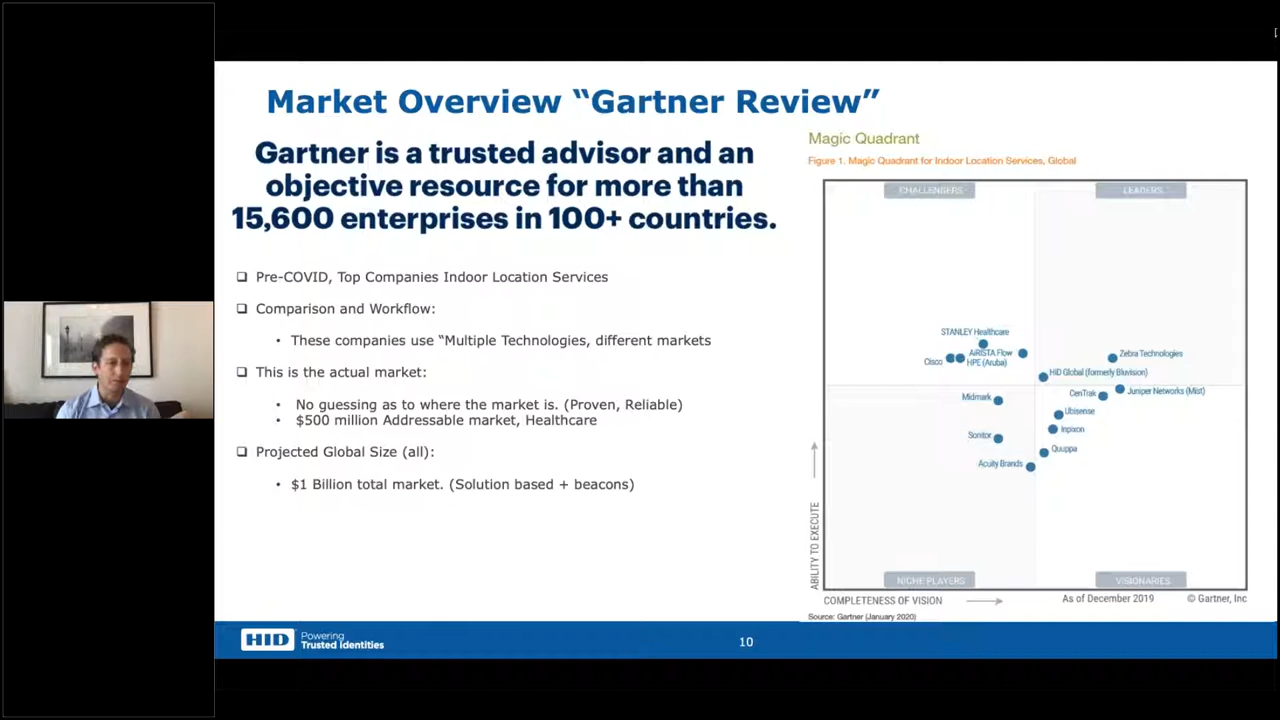 Market Overview “Gartner Review”
Gartner is a trusted advisor and an
objective resource for more than
15,600 enterprises in 100+ countries.
Pre-COVID, Top Companies Indoor Location Services
Comparison and Workflow:
• These companies use “Multiple Technologies, different markets
This is the actual market:
• No guessing as to where the market is. (Proven, Reliable)
• $500 million Addressable market, Healthcare
Projected Global Size (all):
• $1 Billion total market. (Solution based + beacons)
Magic Quadrant
Figure 1. Magic Quadrant for Indoor Location Services, Global
CHALLENGERS
LEADERS
STANLEY Healthcare
AiRISTA Flow
Cisco
HPE (Aruba)
Zebra Technologies
HID Global (formerly Bluvision)
Juniper Networks (Mist)
CenTrak
Midmark
Ubisense
Inpixon
Sonitor
Quuppa
Acuity Brands
NICHE PLAYERS
VISIONARIES
ABILITY TO EXECUTE
COMPLETENESS OF VISION
As of December 2019
© Gartner, Inc
Source: Gartner (January 2020)
HID
Powering
Trusted Identities
10